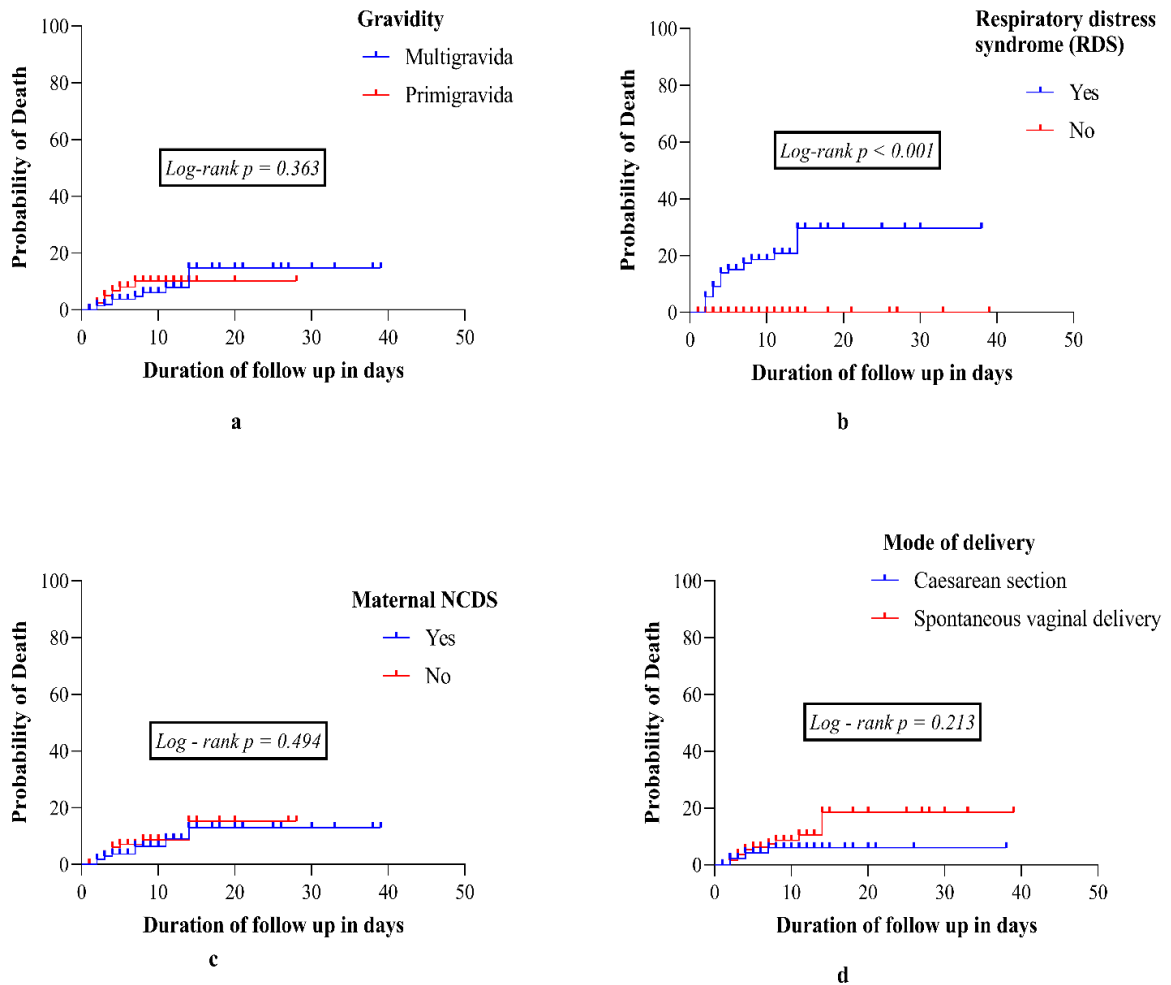 Gravidity
Multigravida
Primigravida
Log-rank p = 0.363
Probability of Death
100
80
60
40
20
0
0 10 20 30 40 50
Duration of follow up in days
a
Respiratory distress
syndrome (RDS)
Yes
No
Log-rank p < 0.001
Probability of Death
100
80
60
40
20
0
0 10 20 30 40 50
Duration of follow up in days
b
Maternal NCDS
Yes
No
Log - rank p = 0.494
Probability of Death
100
80
60
40
20
0
0 10 20 30 40 50
Duration of follow up in days
c
Mode of delivery
Caesarean section
Spontaneous vaginal delivery
Log - rank p = 0.213
Probability of Death
100
80
60
40
20
0
0 10 20 30 40 50
Duration of follow up in days
d